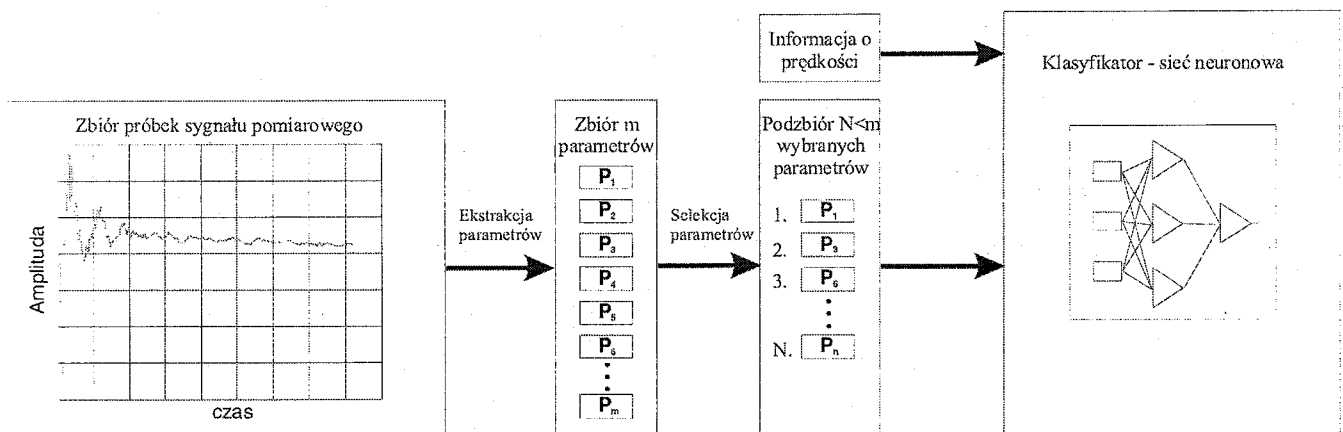 Zbiór próbek sygnału pomiarowego
Amplituda
czas
Ekstrakcja
parametrów
Zbiór m
parametrów
P₁
P₂
P₃
P₄
P₅
P₆
Pₘ
Selekcja
parametrów
Informacja o
prędkości
Podzbiór N<m
wybranych
parametrów
1. P₁
2. P₃
3. P₆
N. Pₙ
Klasyfikator - sieć neuronowa